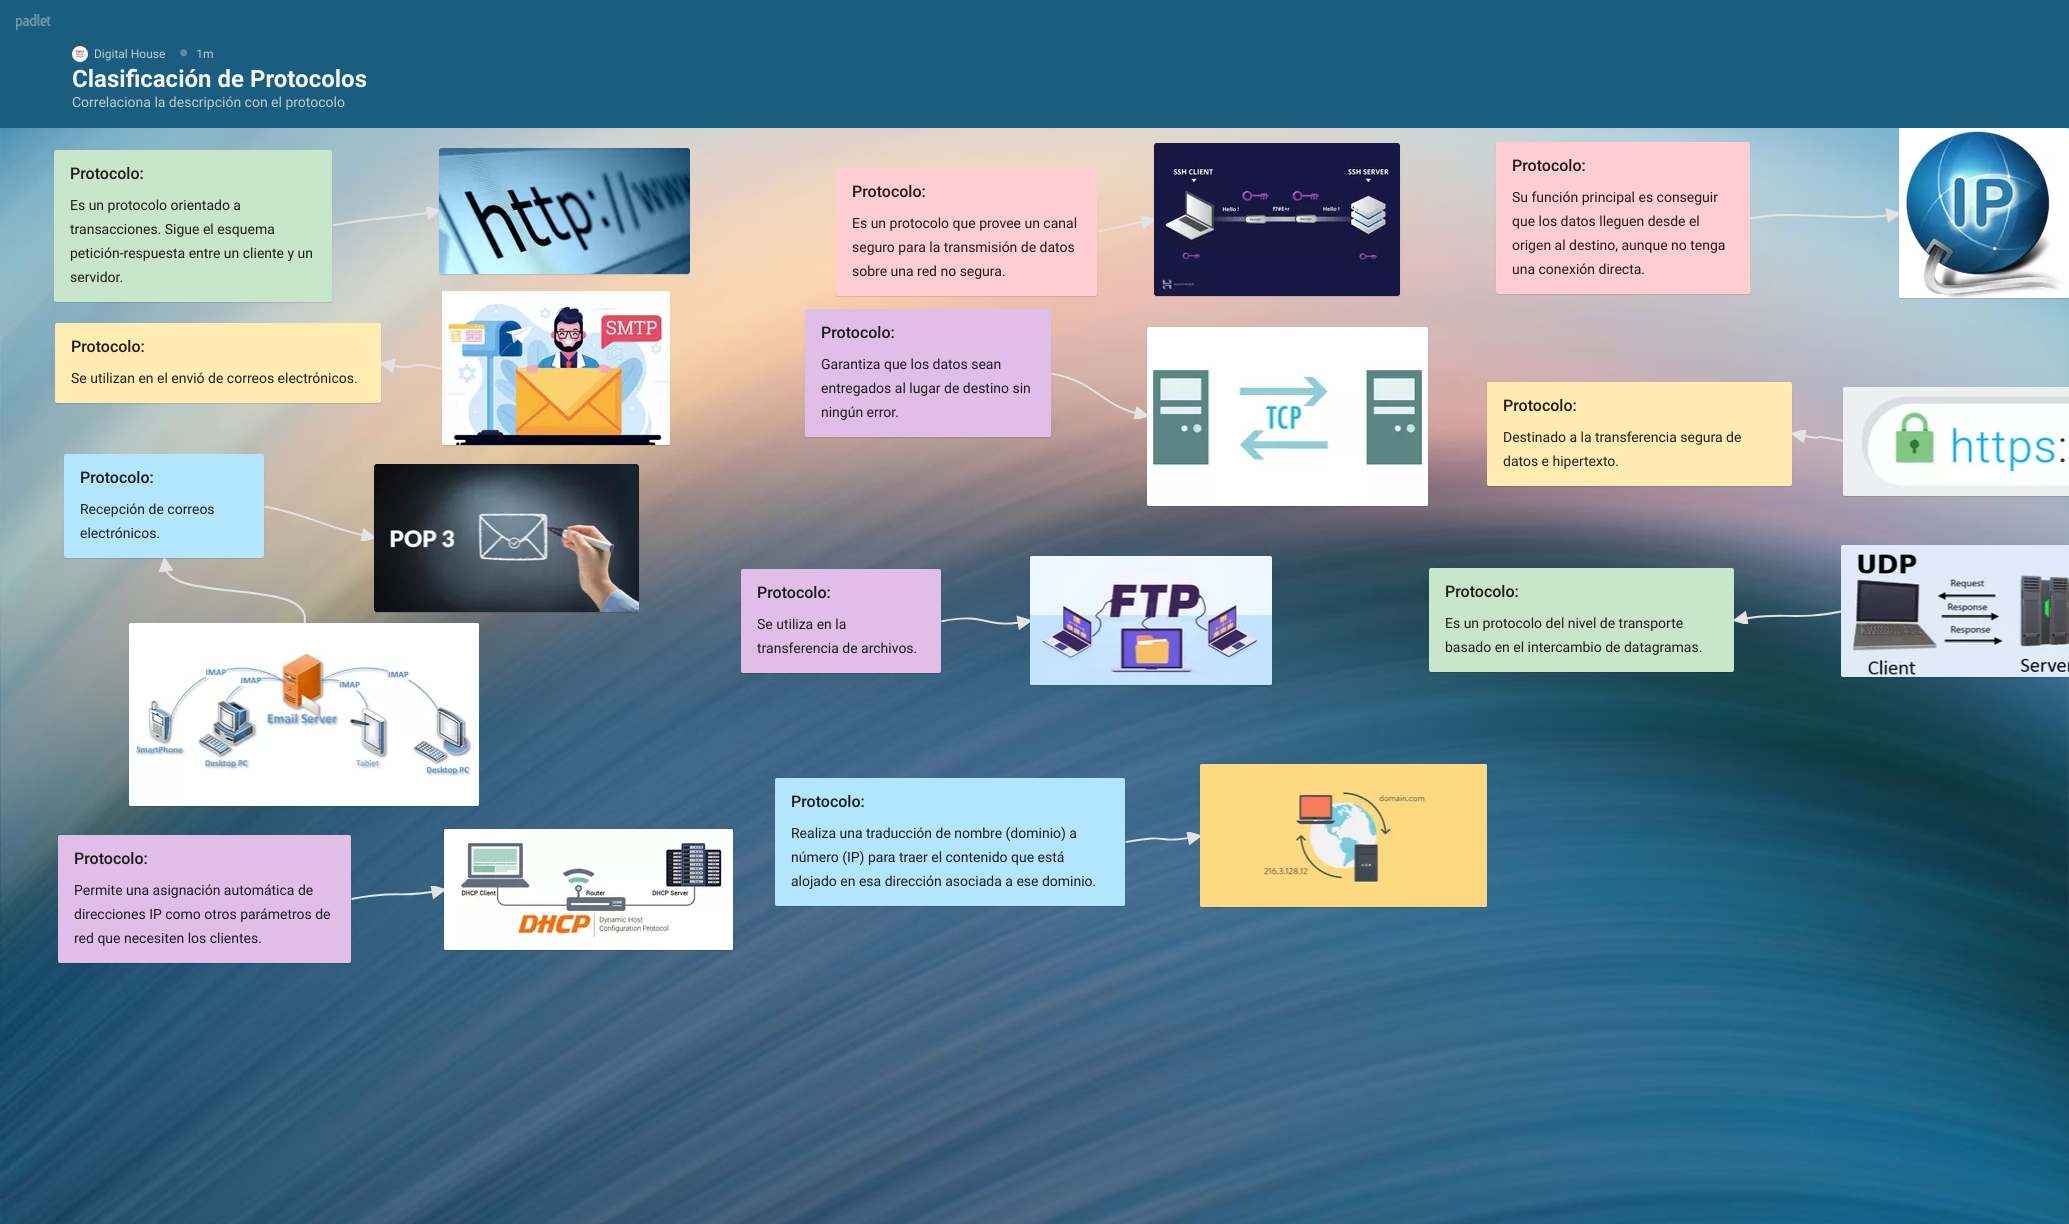 padlet
Digital House 1m
Clasificación de Protocolos
Correlaciona la descripción con el protocolo
Protocolo:
Es un protocolo orientado a
transacciones. Sigue el esquema
petición-respuesta entre un cliente y un
servidor.
http://www
Protocolo:
Se utilizan en el envió de correos electrónicos.
SMTP
Protocolo:
Recepción de correos
electrónicos.
POP 3
IMAP
IMAP
IMAP
IMAP
Email Server
SmartPhone
Desktop PC
Tablet
Desktop PC
Protocolo:
Permite una asignación automática de
direcciones IP como otros parámetros de
red que necesiten los clientes.
DHCP Client
Router
DHCP Server
DHCP
Dynamic Host
Configuration Protocol
Protocolo:
Es un protocolo que provee un canal
seguro para la transmisión de datos
sobre una red no segura.
SSH CLIENT
SSH SERVER
Hello !
Hello !
Protocolo:
Garantiza que los datos sean
entregados al lugar de destino sin
ningún error.
TCP
Protocolo:
Se utiliza en la
transferencia de archivos.
FTP
Protocolo:
Realiza una traducción de nombre (dominio) a
número (IP) para traer el contenido que está
alojado en esa dirección asociada a ese dominio.
domain.com
216.3.128.12
Protocolo:
Su función principal es conseguir
que los datos lleguen desde el
origen al destino, aunque no tenga
una conexión directa.
IP
Protocolo:
Destinado a la transferencia segura de
datos e hipertexto.
https:
Protocolo:
Es un protocolo del nivel de transporte
basado en el intercambio de datagramas.
UDP
Request
Response
Response
Client
Server